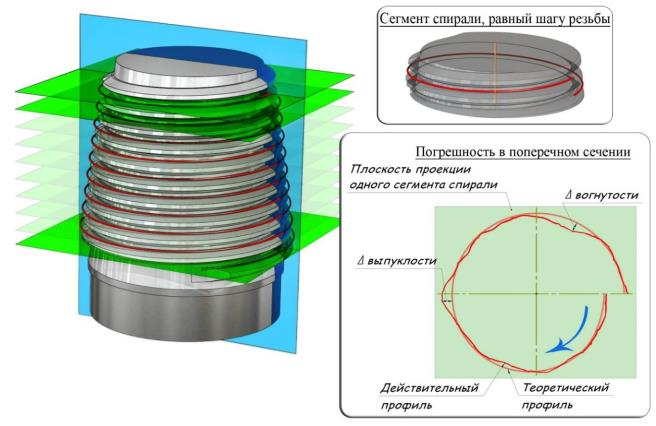 Сегмент спирали, равный шагу резьбы
Погрешность в поперечном сечении
Плоскость проекции
одного сегмента спирали
Δ вогнутости
Δ выпуклости
Действительный
профиль
Теоретический
профиль